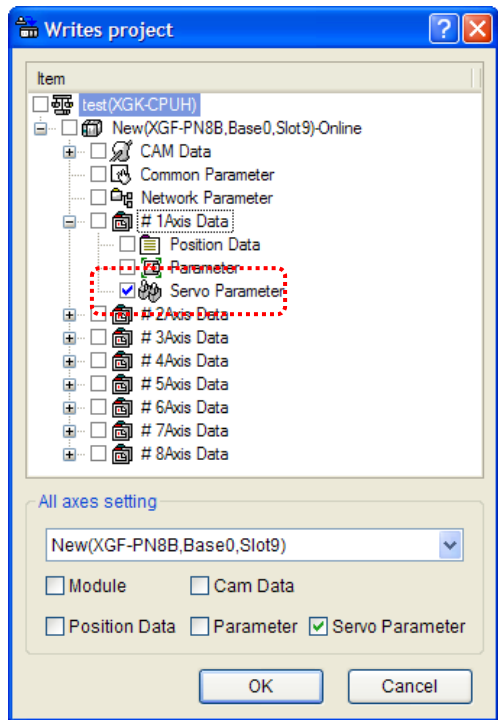 Writes project
Item
test(XGK-CPUH)
New(XGF-PN8B,Base0,Slot9)-Online
CAM Data
Common Parameter
Network Parameter
# 1Axis Data
Position Data
Parameter
Servo Parameter
# 2Axis Data
# 3Axis Data
# 4Axis Data
# 5Axis Data
# 6Axis Data
# 7Axis Data
# 8Axis Data
All axes setting
New(XGF-PN8B,Base0,Slot9)
Module Cam Data
Position Data Parameter Servo Parameter
OK Cancel